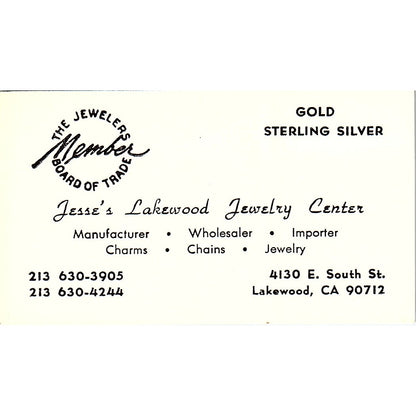 THE JEWELERS
Member
BOARD OF TRADE
GOLD
STERLING SILVER
Jesse's Lakewood Jewelry Center
Manufacturer • Wholesaler • Importer
Charms • Chains • Jewelry
213 630-3905
213 630-4244
4130 E. South St.
Lakewood, CA 90712